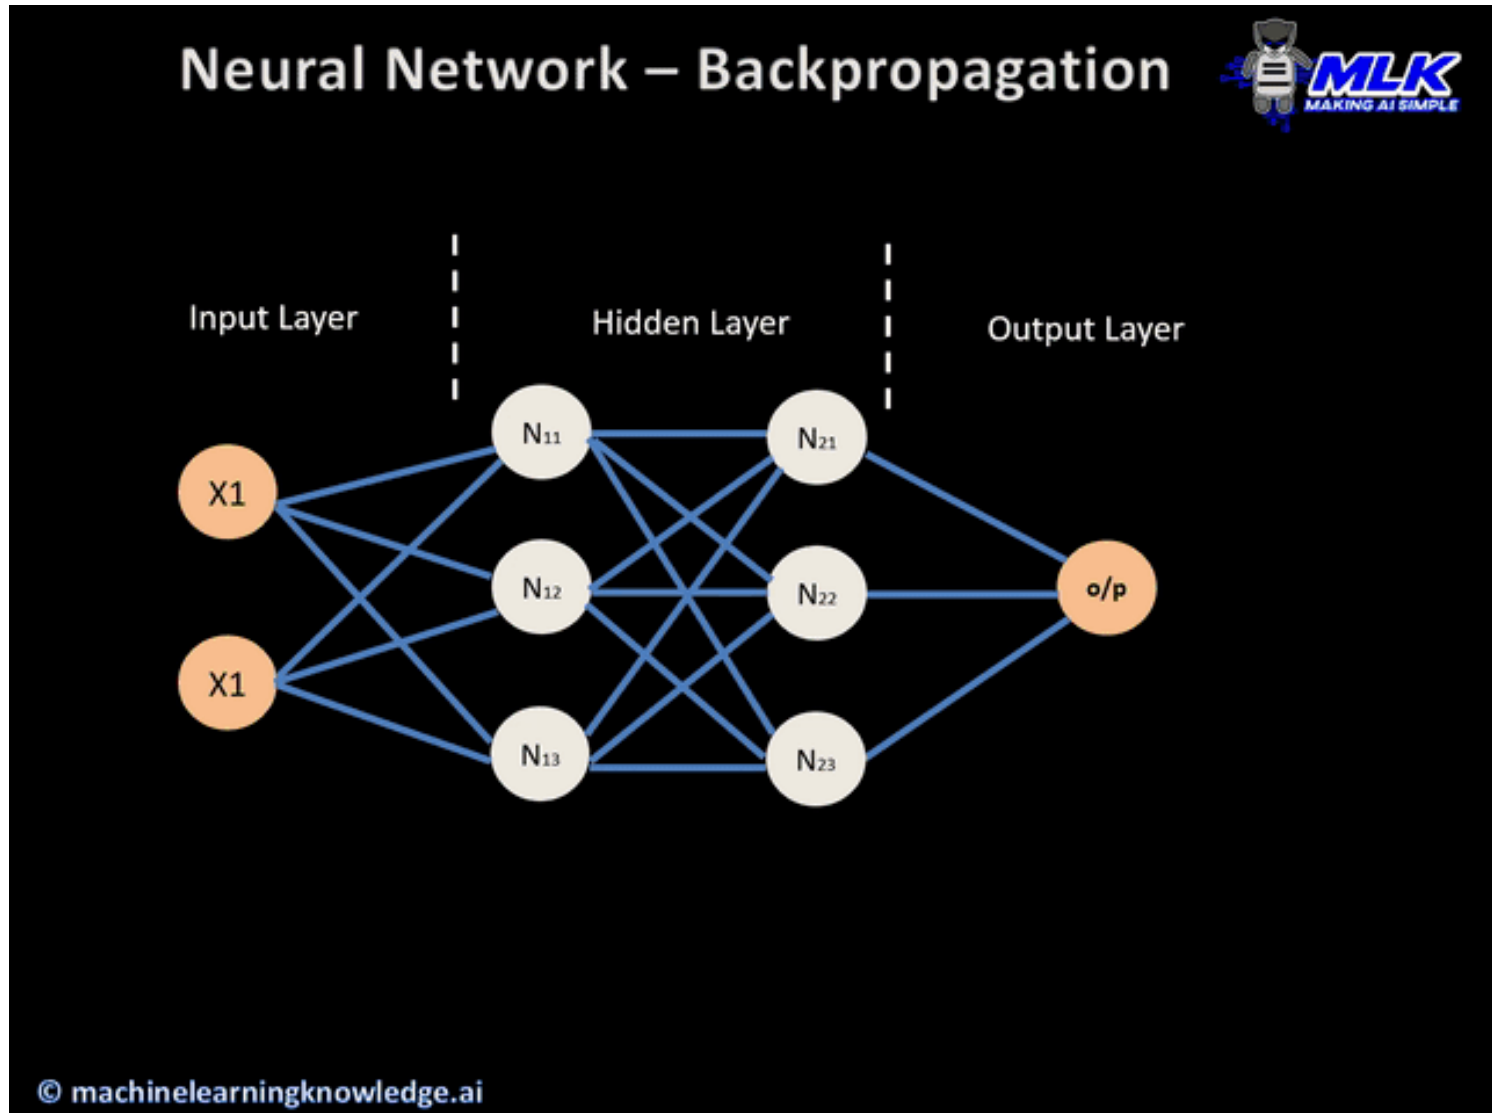 Neural Network – Backpropagation
MLK
MAKING AI SIMPLE
Input Layer
Hidden Layer
Output Layer
N₁₁
N₂₁
X1
N₁₂
N₂₂
o/p
X1
N₁₃
N₂₃
© machinelearningknowledge.ai